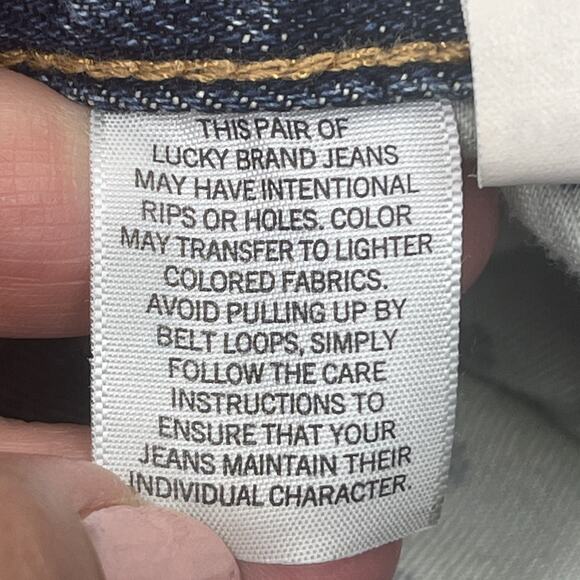 THIS PAIR OF
LUCKY BRAND JEANS
MAY HAVE INTENTIONAL
RIPS OR HOLES. COLOR
MAY TRANSFER TO LIGHTER
COLORED FABRICS.
AVOID PULLING UP BY
BELT LOOPS, SIMPLY
FOLLOW THE CARE
INSTRUCTIONS TO
ENSURE THAT YOUR
JEANS MAINTAIN THEIR
INDIVIDUAL CHARACTER.